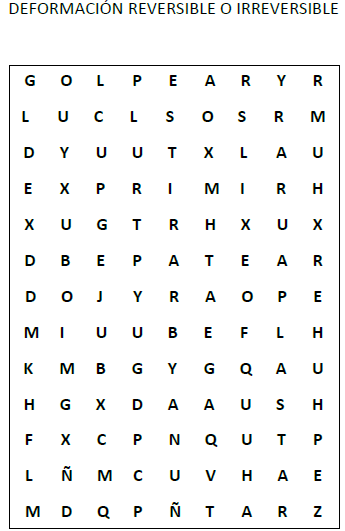 DEFORMACIÓN REVERSIBLE O IRREVERSIBLE
G O L P E A R Y R
L U C L S O S R M
D Y U U T X L A U
E X P R I M I R H
X U G T R H X U X
D B E P A T E A R
D O J Y R A O P E
M I U U B E F L H
K M B G Y G Q A U
H G X D A A U S H
F X C P N Q U T P
L Ñ M C U V H A E
M D Q P Ñ T A R Z